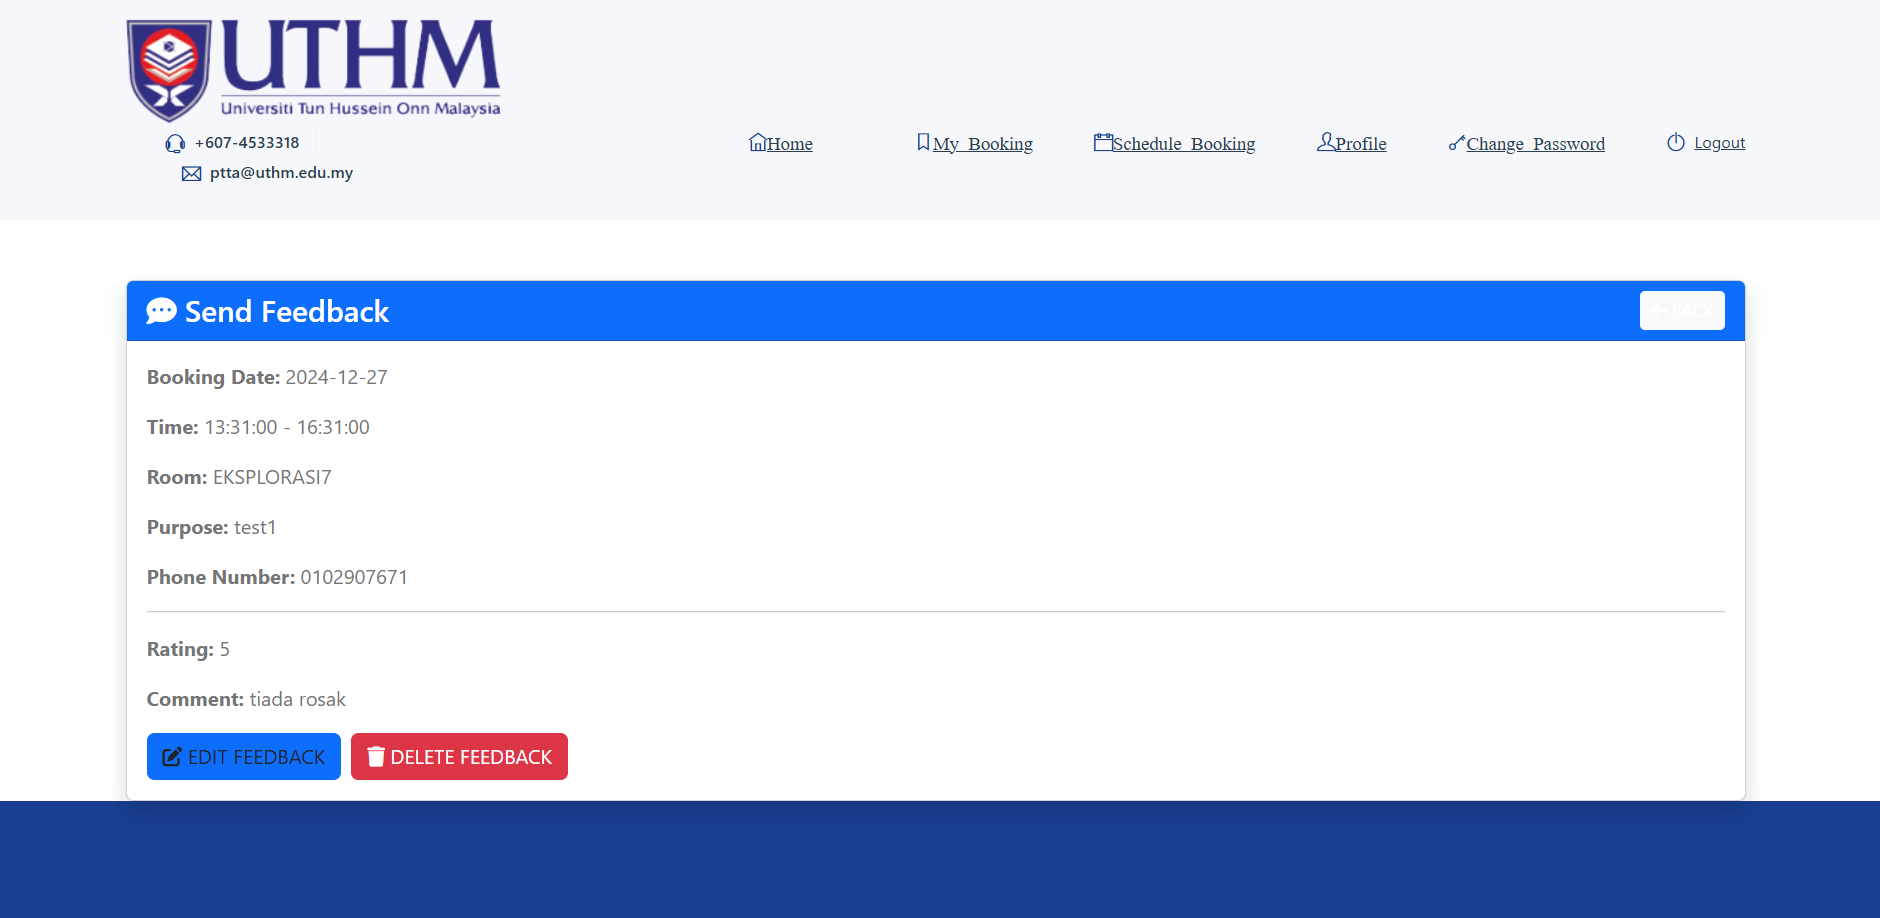 UTHM
Universiti Tun Hussein Onn Malaysia
+607-4533318
ptta@uthm.edu.my
Home My Booking Schedule Booking Profile Change Password Logout
Send Feedback BACK
Booking Date: 2024-12-27
Time: 13:31:00 - 16:31:00
Room: EKSPLORASI7
Purpose: test1
Phone Number: 0102907671
Rating: 5
Comment: tiada rosak
EDIT FEEDBACK DELETE FEEDBACK